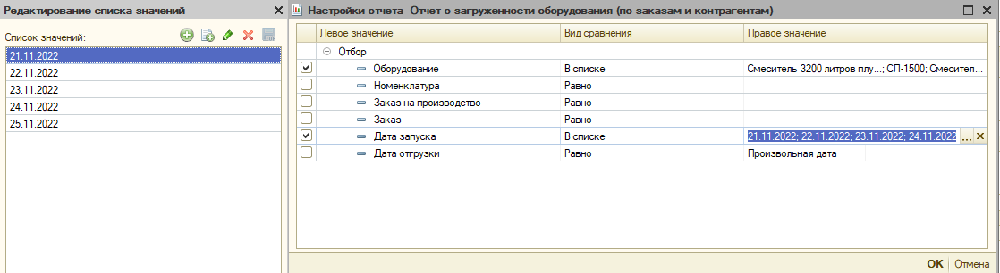 Редактирование списка значений
Список значений:
21.11.2022
22.11.2022
23.11.2022
24.11.2022
25.11.2022
Настройки отчета Отчет о загруженности оборудования (по заказам и контрагентам)
Левое значение Вид сравнения Правое значение
Отбор
Оборудование В списке Смеситель 3200 литров плу...; СЛ-1500; Смесител...
Номенклатура Равно
Заказ на производство Равно
Заказ Равно
Дата запуска В списке 21.11.2022; 22.11.2022; 23.11.2022; 24.11.2022 ...
Дата отгрузки Равно Произвольная дата
OK Отмена